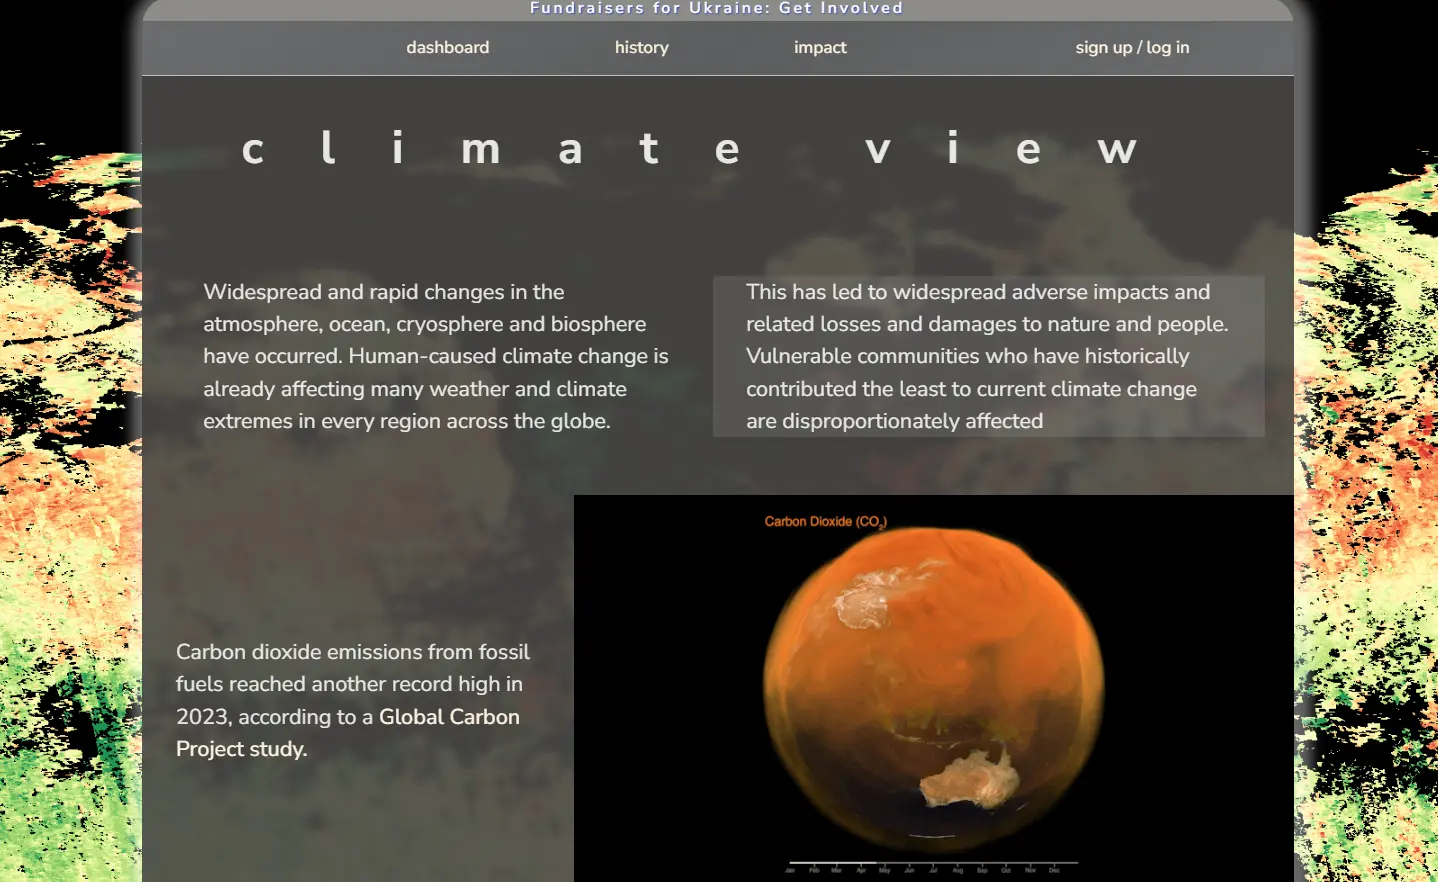 Fundraisers for Ukraine: Get Involved
dashboard history impact sign up / log in
climate view
Widespread and rapid changes in the
atmosphere, ocean, cryosphere and biosphere
have occurred. Human-caused climate change is
already affecting many weather and climate
extremes in every region across the globe.
This has led to widespread adverse impacts and
related losses and damages to nature and people.
Vulnerable communities who have historically
contributed the least to current climate change
are disproportionately affected
Carbon dioxide emissions from fossil
fuels reached another record high in
2023, according to a Global Carbon
Project study.
Carbon Dioxide (CO₂)
Jan Feb Mar Apr May Jun Jul Aug Sep Oct Nov Dec